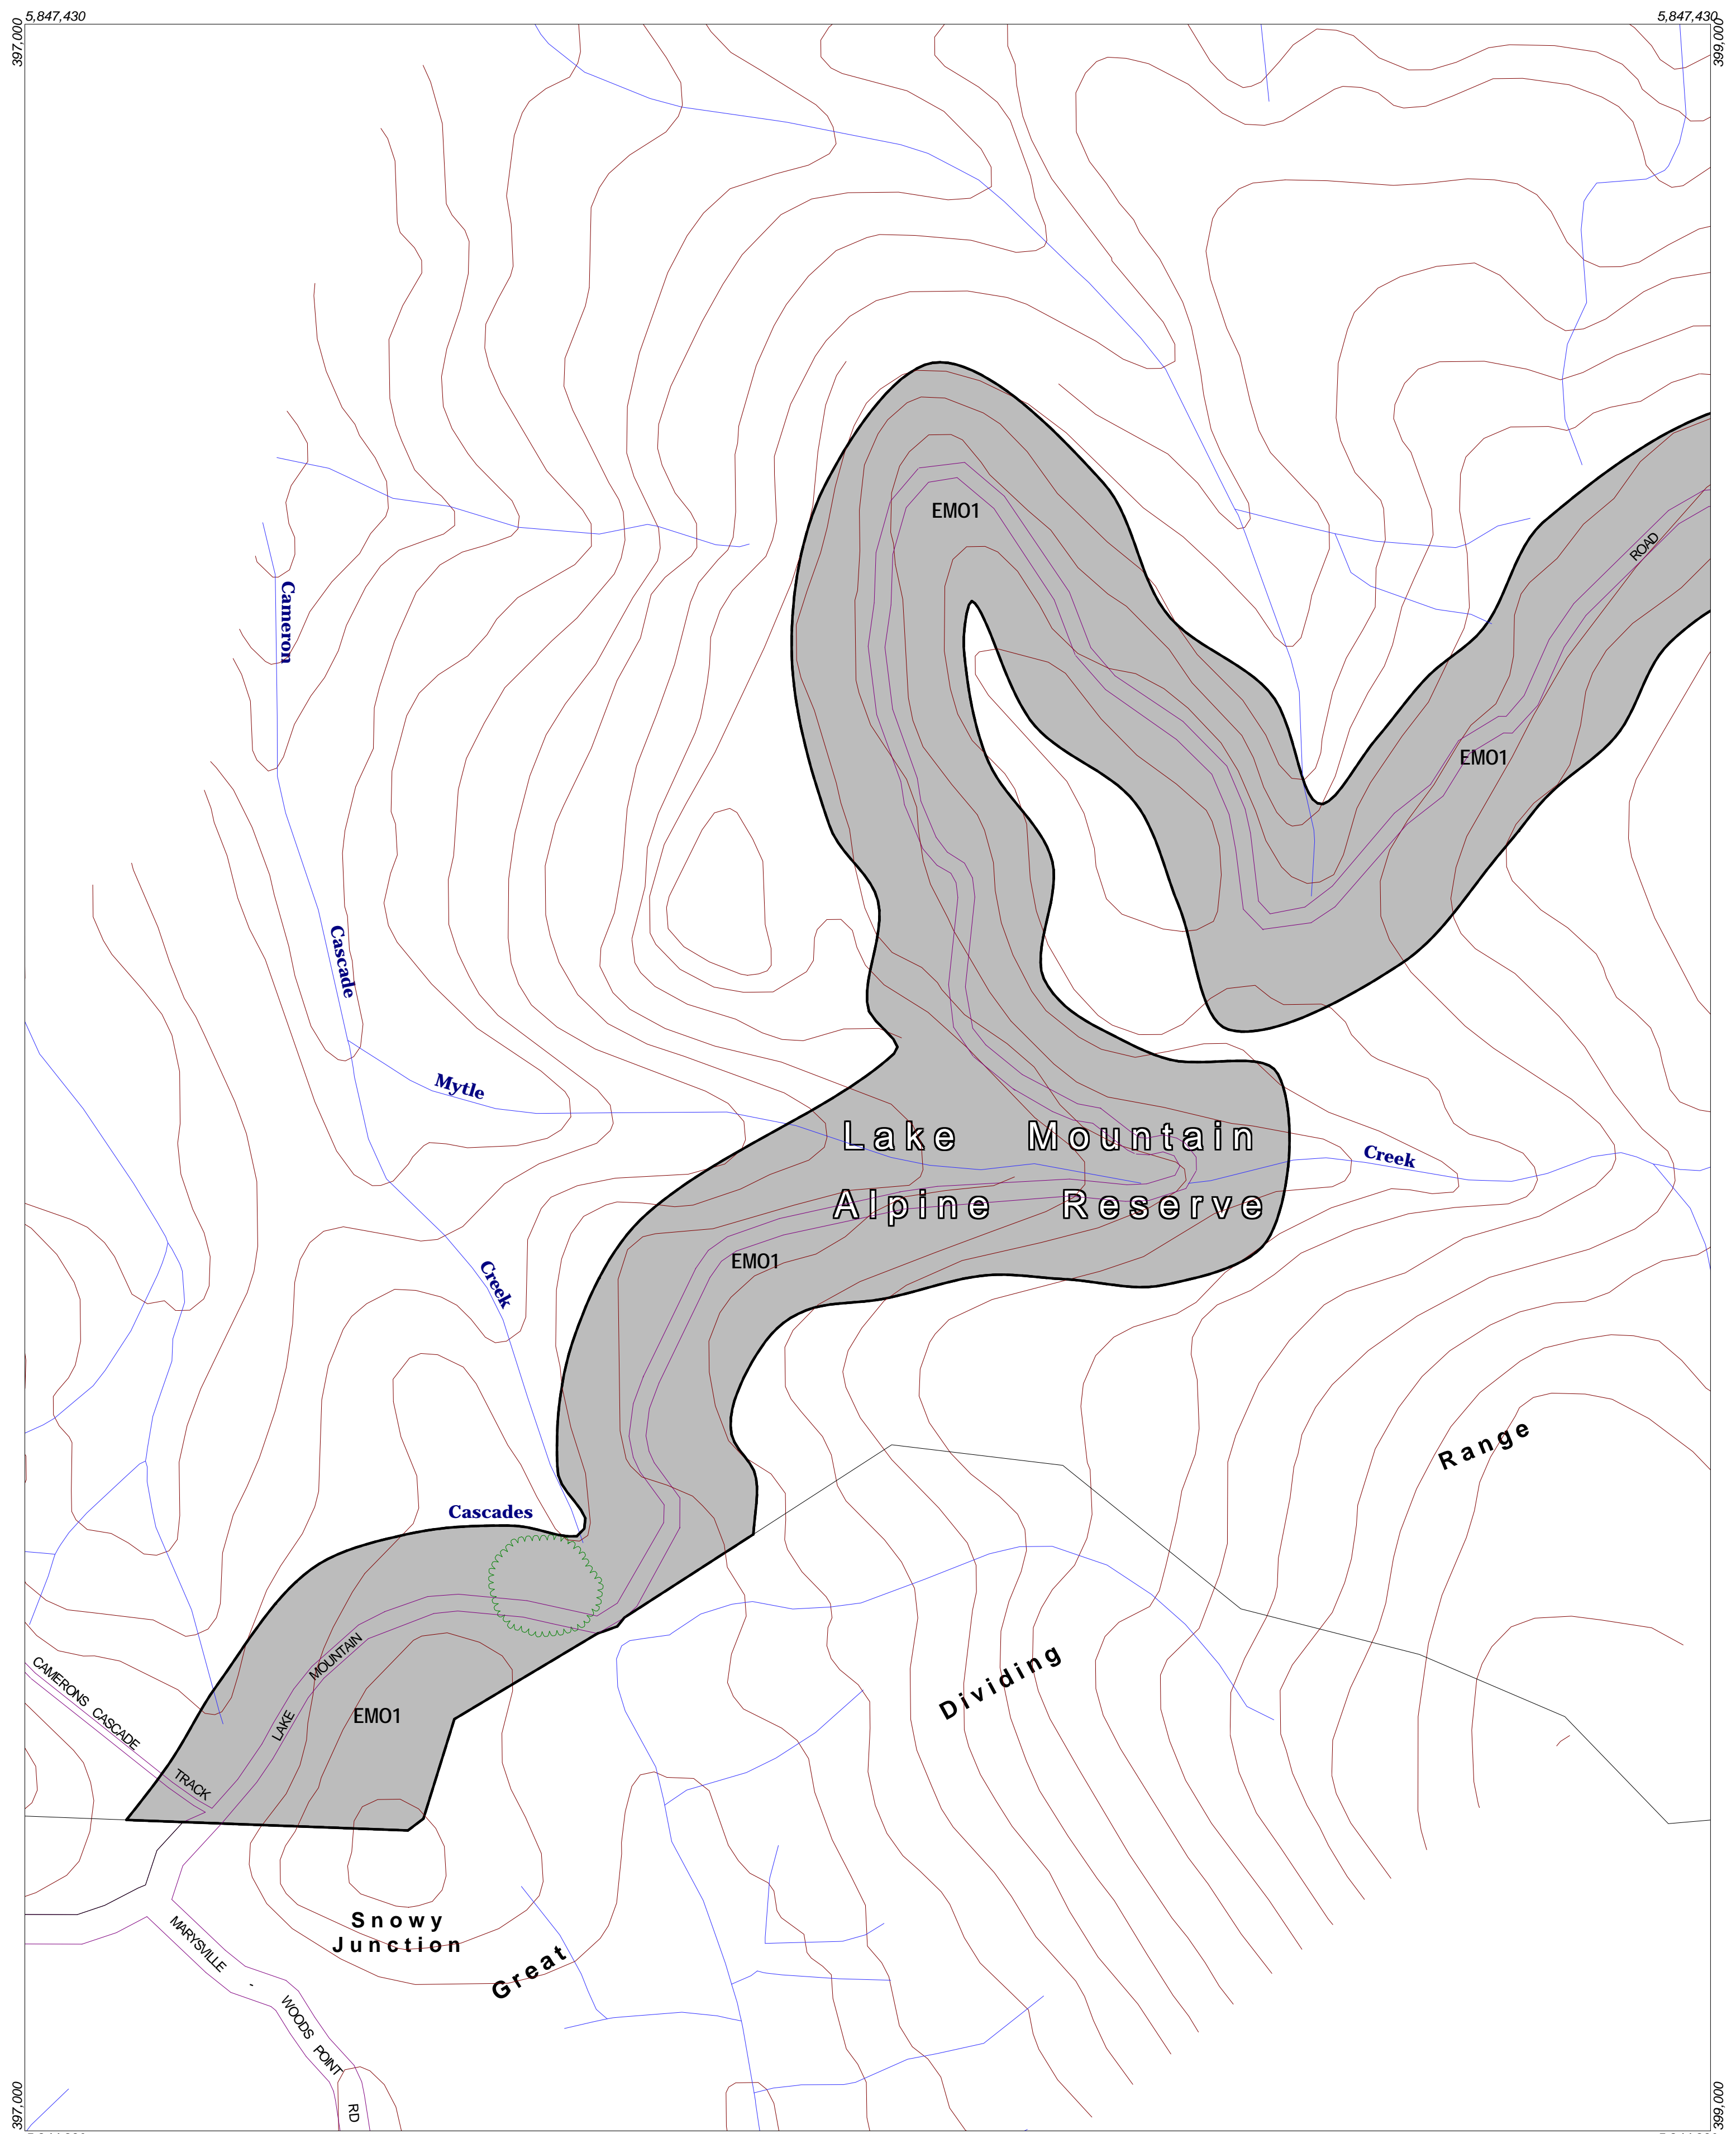 5,847,430
5,847,430
397,000
399,000
EMO1
ROAD
Cameron
EMO1
Cascade
Mytle
Lake Mountain
Creek
Alpine Reserve
EMO1
Creek
Range
Cascades
MOUNTAIN
Dividing
CAMERONS CASCADE
TRACK
LAKE
EMO1
Snowy
Junction
Great
MARYSVILLE - WOODS POINT RD
397,000
399,000